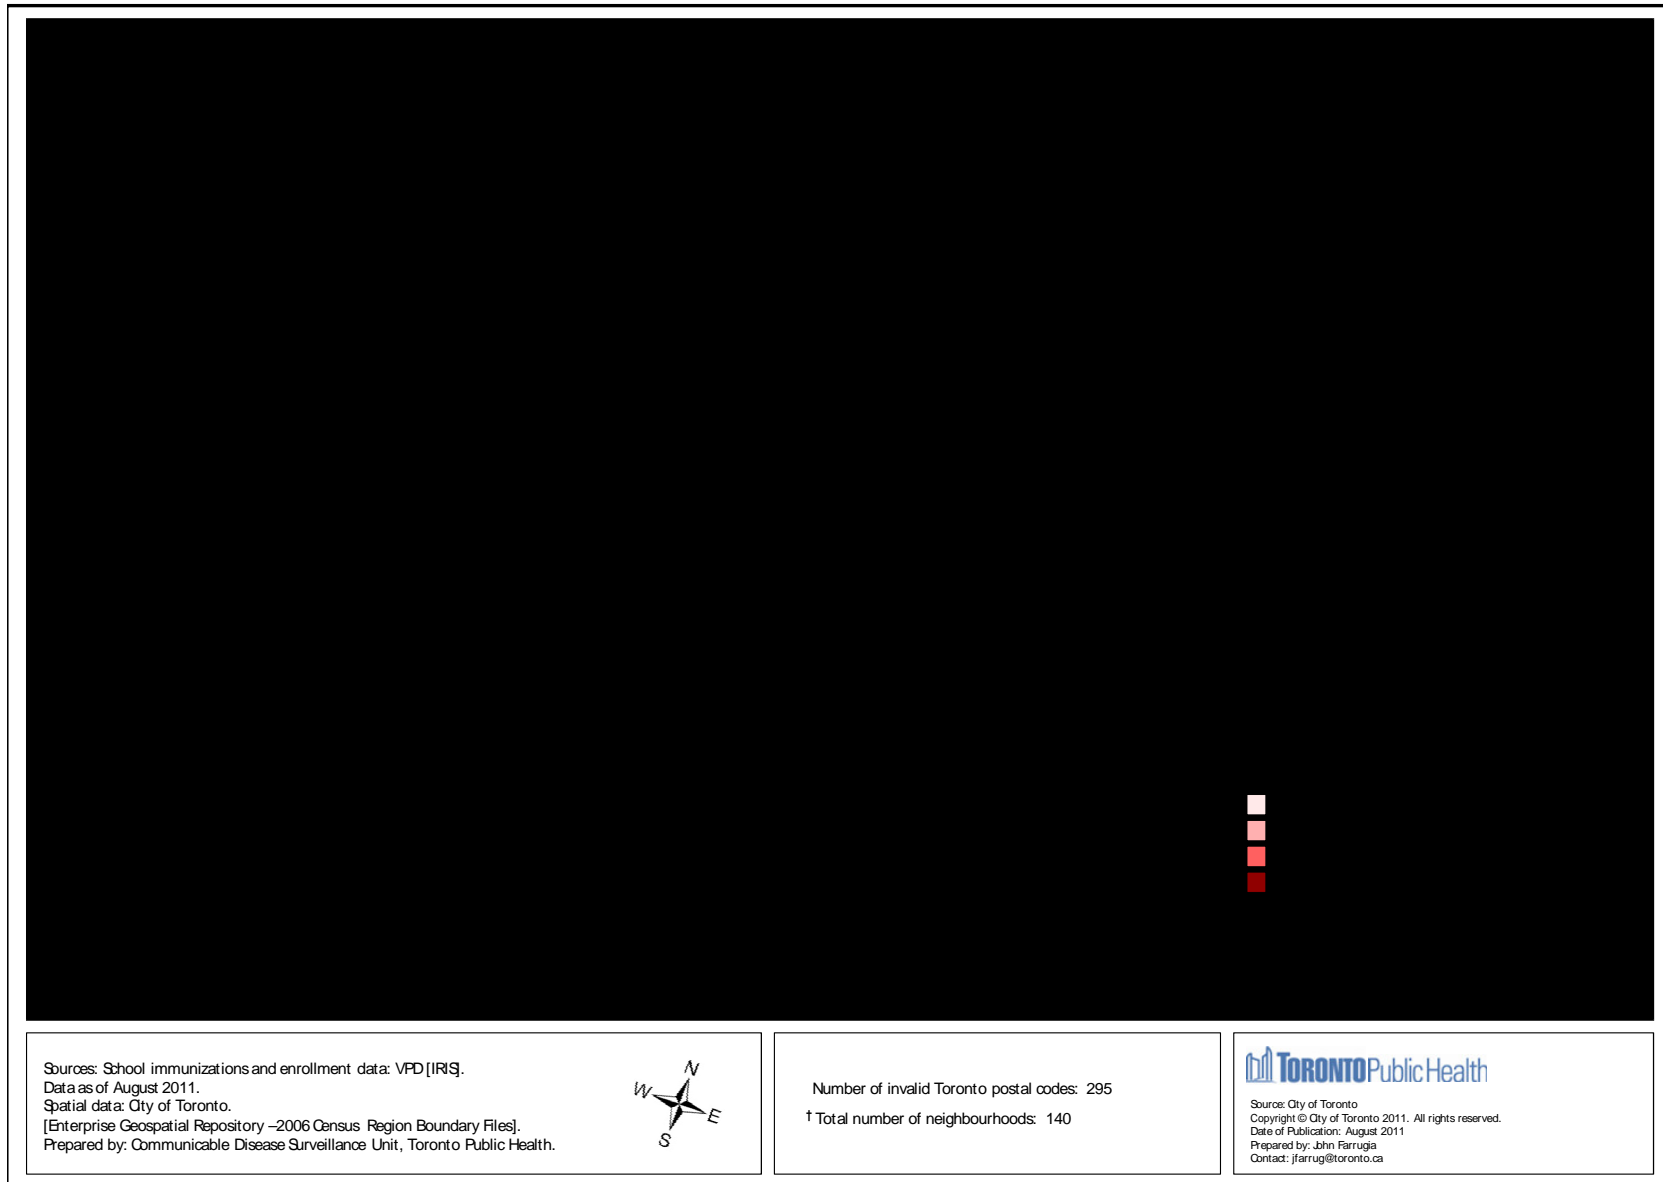 Sources: School immunizations and enrollment data: VPD [IRIS].
Data as of August 2011.
Spatial data: City of Toronto.
[Enterprise Geospatial Repository –2006 Census Region Boundary Files].
Prepared by: Communicable Disease Surveillance Unit, Toronto Public Health.
N
W
E
S
Number of invalid Toronto postal codes: 295
† Total number of neighbourhoods: 140
TORONTO Public Health
Source: City of Toronto
Copyright © City of Toronto 2011. All rights reserved.
Date of Publication: August 2011
Prepared by: John Farrugia
Contact: jfarrug@toronto.ca